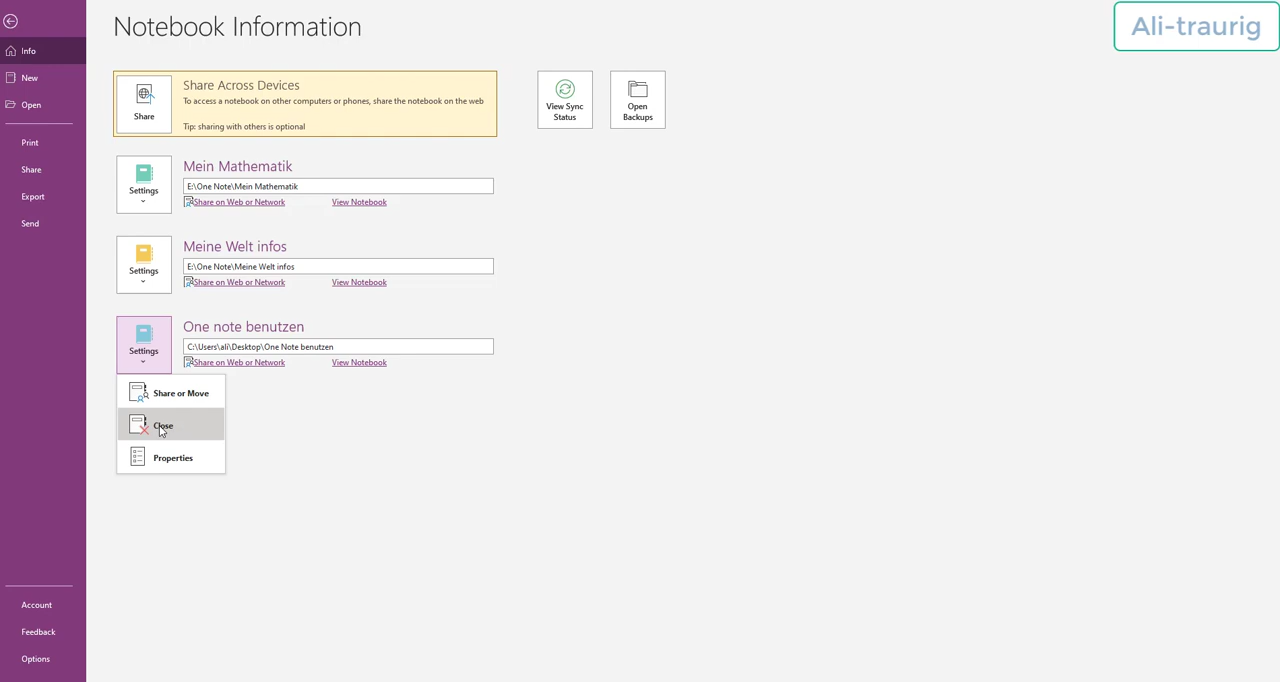 Notebook Information
Ali-traurig
Info
New
Open
Print
Share
Export
Send
Account
Feedback
Options
Share
Share Across Devices
To access a notebook on other computers or phones, share the notebook on the web
Tip: sharing with others is optional
View Sync
Status
Open
Backups
Settings
Mein Mathematik
E:\One Note\Mein Mathematik
Share on Web or Network
View Notebook
Settings
Meine Welt infos
E:\One Note\Meine Welt infos
Share on Web or Network
View Notebook
Settings
One note benutzen
C:\Users\ali\Desktop\One Note benutzen
Share on Web or Network
View Notebook
Share or Move
Close
Properties